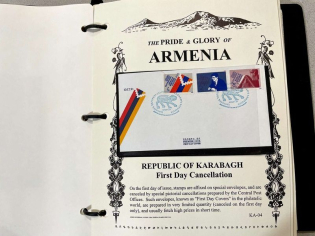 THE PRIDE & GLORY OF
ARMENIA
REPUBLIC OF KARABAGH
First Day Cancellation
On the first day of issue, stamps are affixed on special envelopes, and are
canceled by special pictorial cancellations prepared by the Central Post
Offices. Such envelopes, known as "First Day Covers" in the philatelic
world, are prepared in very limited quantity (canceled on the first day
only), and usually fetch high prices in short time.
KA-04